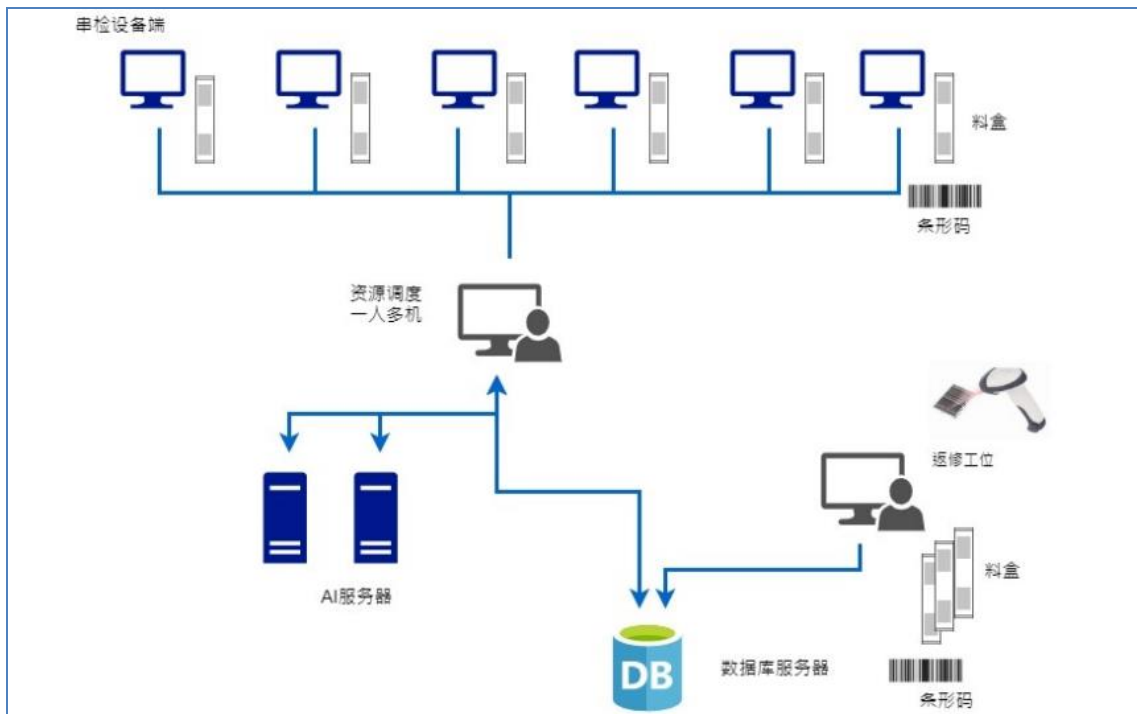 串检设备端
料盒
条形码
资源调度
一人多机
返修工位
料盒
AI服务器
DB
数据库服务器
条形码